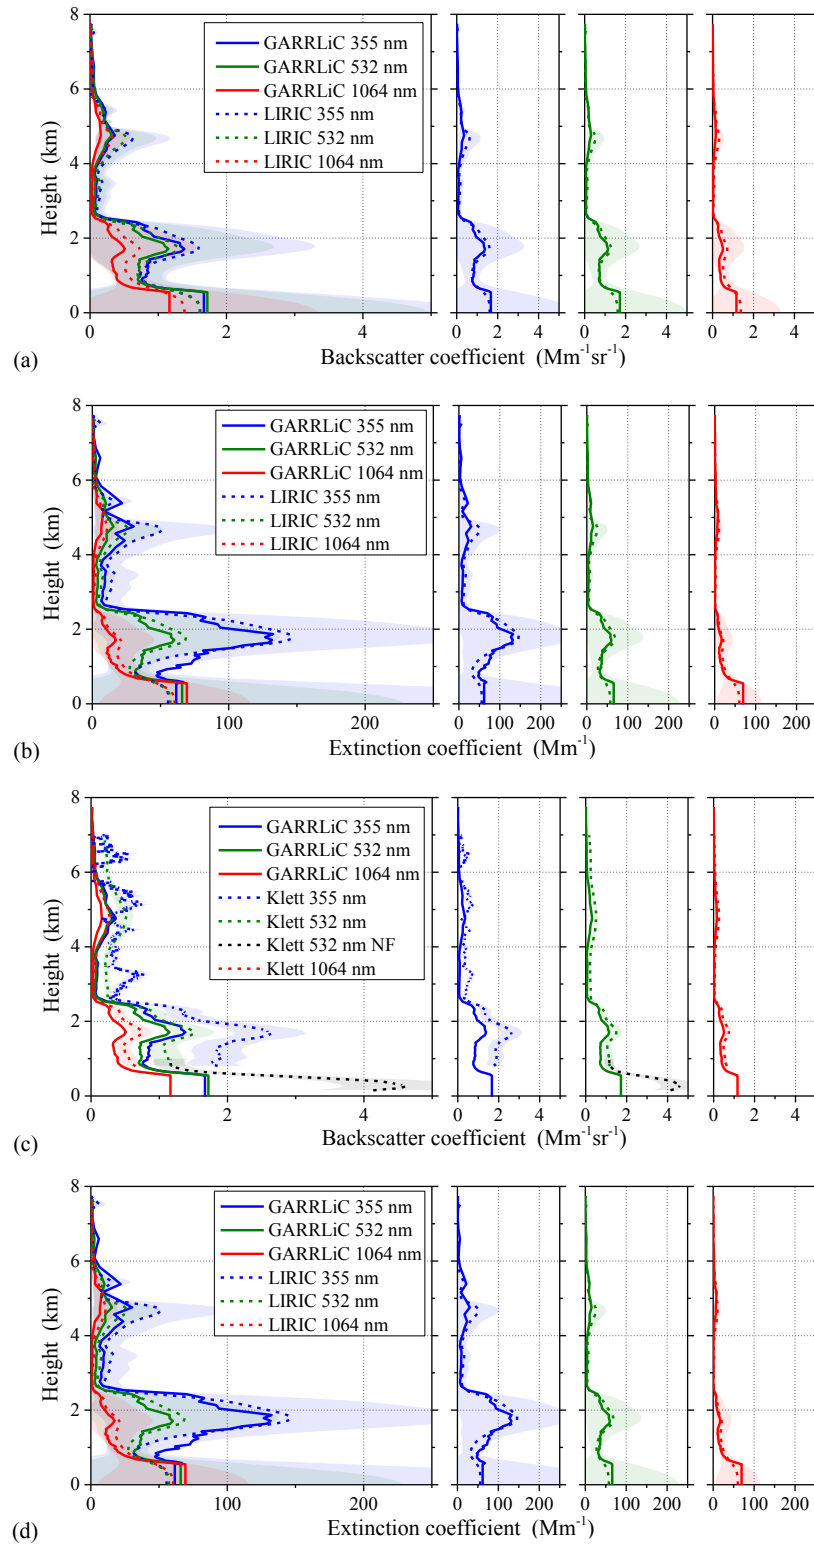 8
6
4
2
0
Height (km)
GARRLiC 355 nm
GARRLiC 532 nm
GARRLiC 1064 nm
LIRIC 355 nm
LIRIC 532 nm
LIRIC 1064 nm
0 2 4 0 2 4 0 2 4 0 2 4
(a) Backscatter coefficient (Mm⁻¹sr⁻¹)
8
6
4
2
0
Height (km)
GARRLiC 355 nm
GARRLiC 532 nm
GARRLiC 1064 nm
LIRIC 355 nm
LIRIC 532 nm
LIRIC 1064 nm
0 100 200 0 100 200 0 100 200 0 100 200
(b) Extinction coefficient (Mm⁻¹)
8
6
4
2
0
Height (km)
GARRLiC 355 nm
GARRLiC 532 nm
GARRLiC 1064 nm
Klett 355 nm
Klett 532 nm
Klett 532 nm NF
Klett 1064 nm
0 2 4 0 2 4 0 2 4 0 2 4
(c) Backscatter coefficient (Mm⁻¹sr⁻¹)
8
6
4
2
0
Height (km)
GARRLiC 355 nm
GARRLiC 532 nm
GARRLiC 1064 nm
LIRIC 355 nm
LIRIC 532 nm
LIRIC 1064 nm
0 100 200 0 100 200 0 100 200 0 100 200
(d) Extinction coefficient (Mm⁻¹)